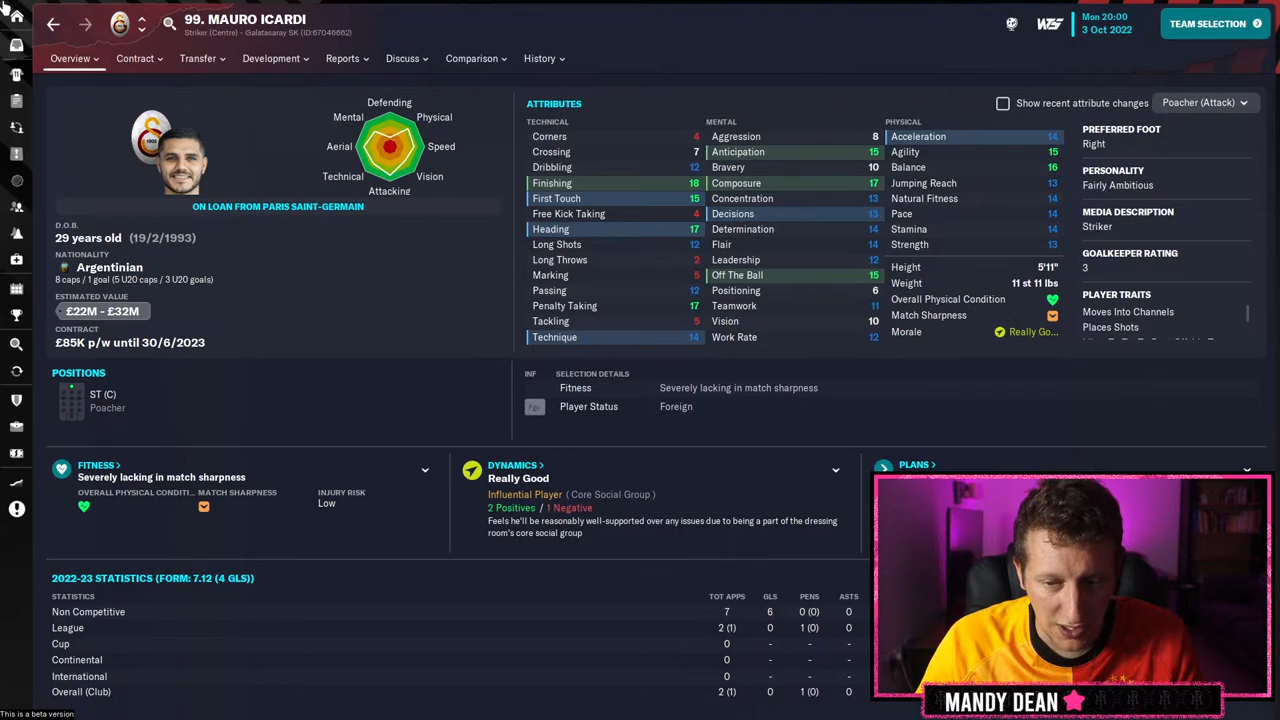 99. MAURO ICARDI
Striker (Centre) - Galatasaray SK (ID:67046662)
Mon 20:00
3 Oct 2022
TEAM SELECTION
Overview Contract Transfer Development Reports Discuss Comparison History
Defending
Mental Physical
Aerial Speed
Technical Vision
Attacking
ON LOAN FROM PARIS SAINT-GERMAIN
D.O.B.
29 years old (19/2/1993)
NATIONALITY
Argentinian
8 caps / 1 goal (5 U20 caps / 3 U20 goals)
ESTIMATED VALUE
£22M - £32M
CONTRACT
£85K p/w until 30/6/2023
ATTRIBUTES
Show recent attribute changes Poacher (Attack)
TECHNICAL MENTAL PHYSICAL
Corners 4 Aggression 8 Acceleration 14
Crossing 7 Anticipation 15 Agility 15
Dribbling 12 Bravery 10 Balance 16
Finishing 18 Composure 17 Jumping Reach 13
First Touch 15 Concentration 13 Natural Fitness 14
Free Kick Taking 4 Decisions 13 Pace 14
Heading 17 Determination 14 Stamina 14
Long Shots 12 Flair 14 Strength 13
Long Throws 2 Leadership 12
Marking 5 Off The Ball 15 Height 5'11"
Passing 12 Positioning 6 Weight 11 st 11 lbs
Penalty Taking 17 Teamwork 11 Overall Physical Condition
Tackling 5 Vision 10 Match Sharpness
Technique 14 Work Rate 12 Morale Really Go...
PREFERRED FOOT
Right
PERSONALITY
Fairly Ambitious
MEDIA DESCRIPTION
Striker
GOALKEEPER RATING
3
PLAYER TRAITS
Moves Into Channels
Places Shots
POSITIONS
ST (C)
Poacher
INF SELECTION DETAILS
Fitness Severely lacking in match sharpness
Fgn Player Status Foreign
FITNESS>
Severely lacking in match sharpness
OVERALL PHYSICAL CONDITI... MATCH SHARPNESS INJURY RISK
Low
DYNAMICS>
Really Good
Influential Player ( Core Social Group )
2 Positives / 1 Negative
Feels he'll be reasonably well-supported over any issues due to being a part of the dressing
room's core social group
PLANS>
2022-23 STATISTICS (FORM: 7.12 (4 GLS))
STATISTICS TOT APPS GLS PENS ASTS
Non Competitive 7 6 0 (0) 0
League 2 (1) 0 1 (0) 0
Cup 0 - - -
Continental 0 - - -
International 0 - - -
Overall (Club) 2 (1) 0 1 (0) 0
This is a beta version
MANDY DEAN